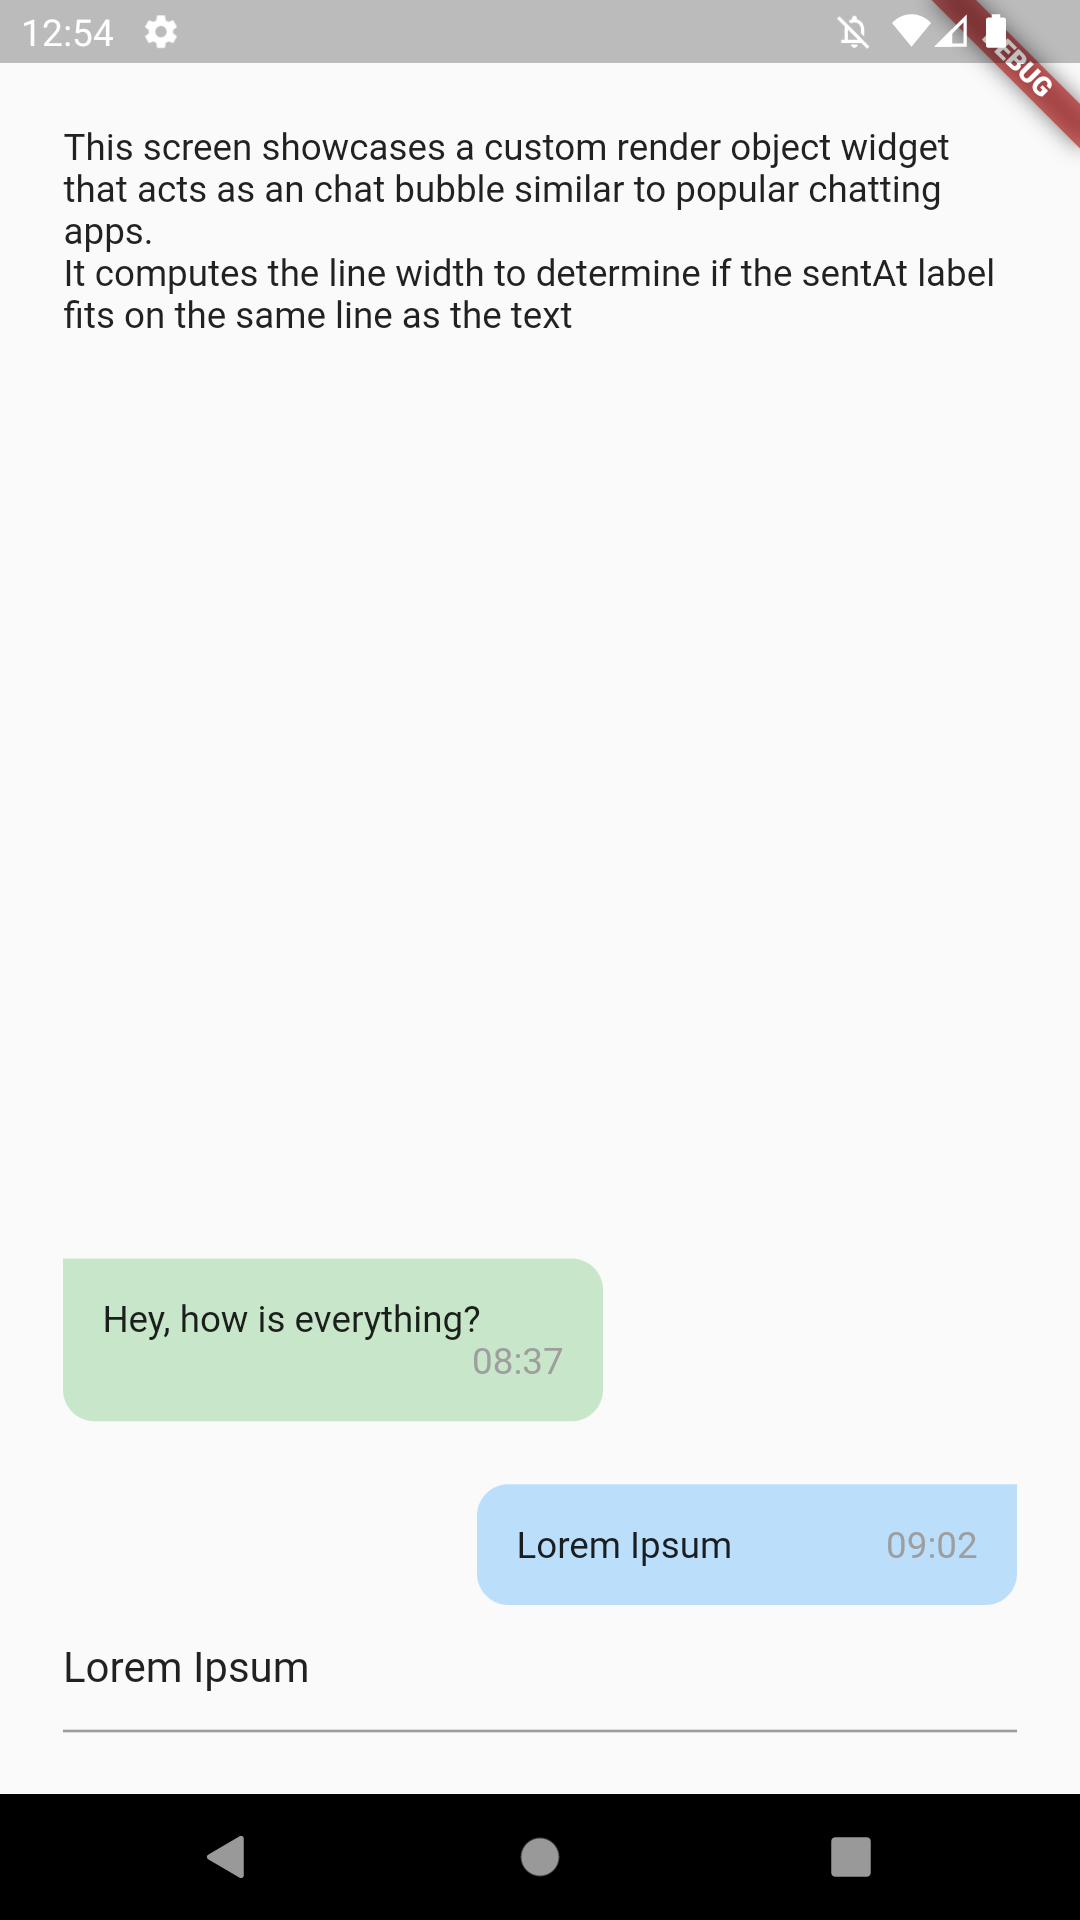 12:54
DEBUG
This screen showcases a custom render object widget
that acts as an chat bubble similar to popular chatting
apps.
It computes the line width to determine if the sentAt label
fits on the same line as the text
Hey, how is everything?
08:37
Lorem Ipsum 09:02
Lorem Ipsum